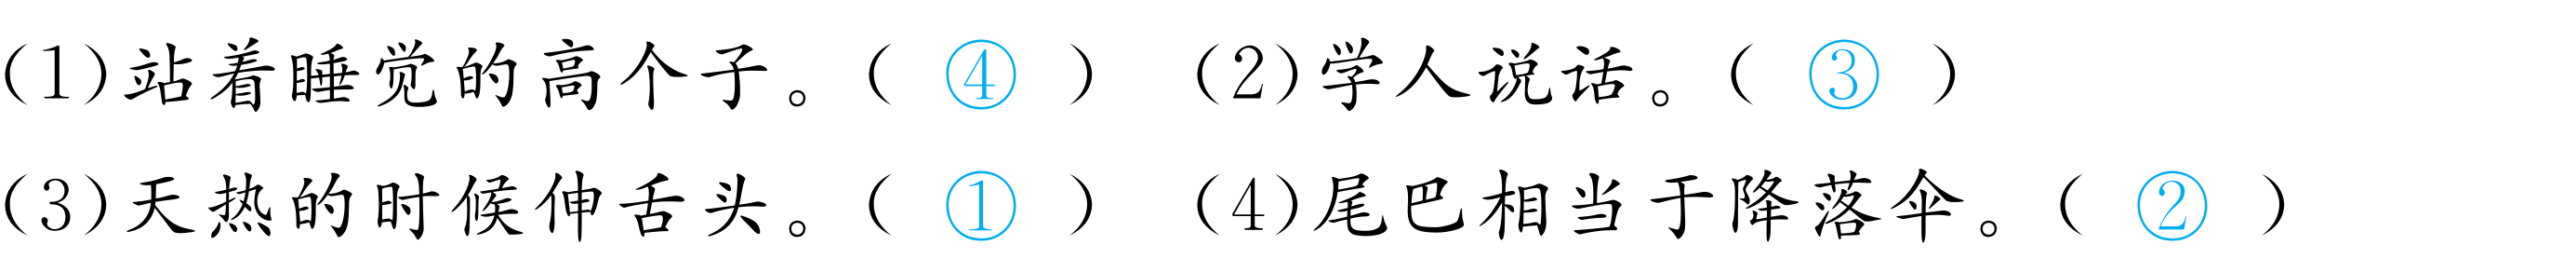 (1)站着睡觉的高个子。( ④ ) (2)学人说话。( ③ )
(3)天热的时候伸舌头。( ① ) (4)尾巴相当于降落伞。( ② )